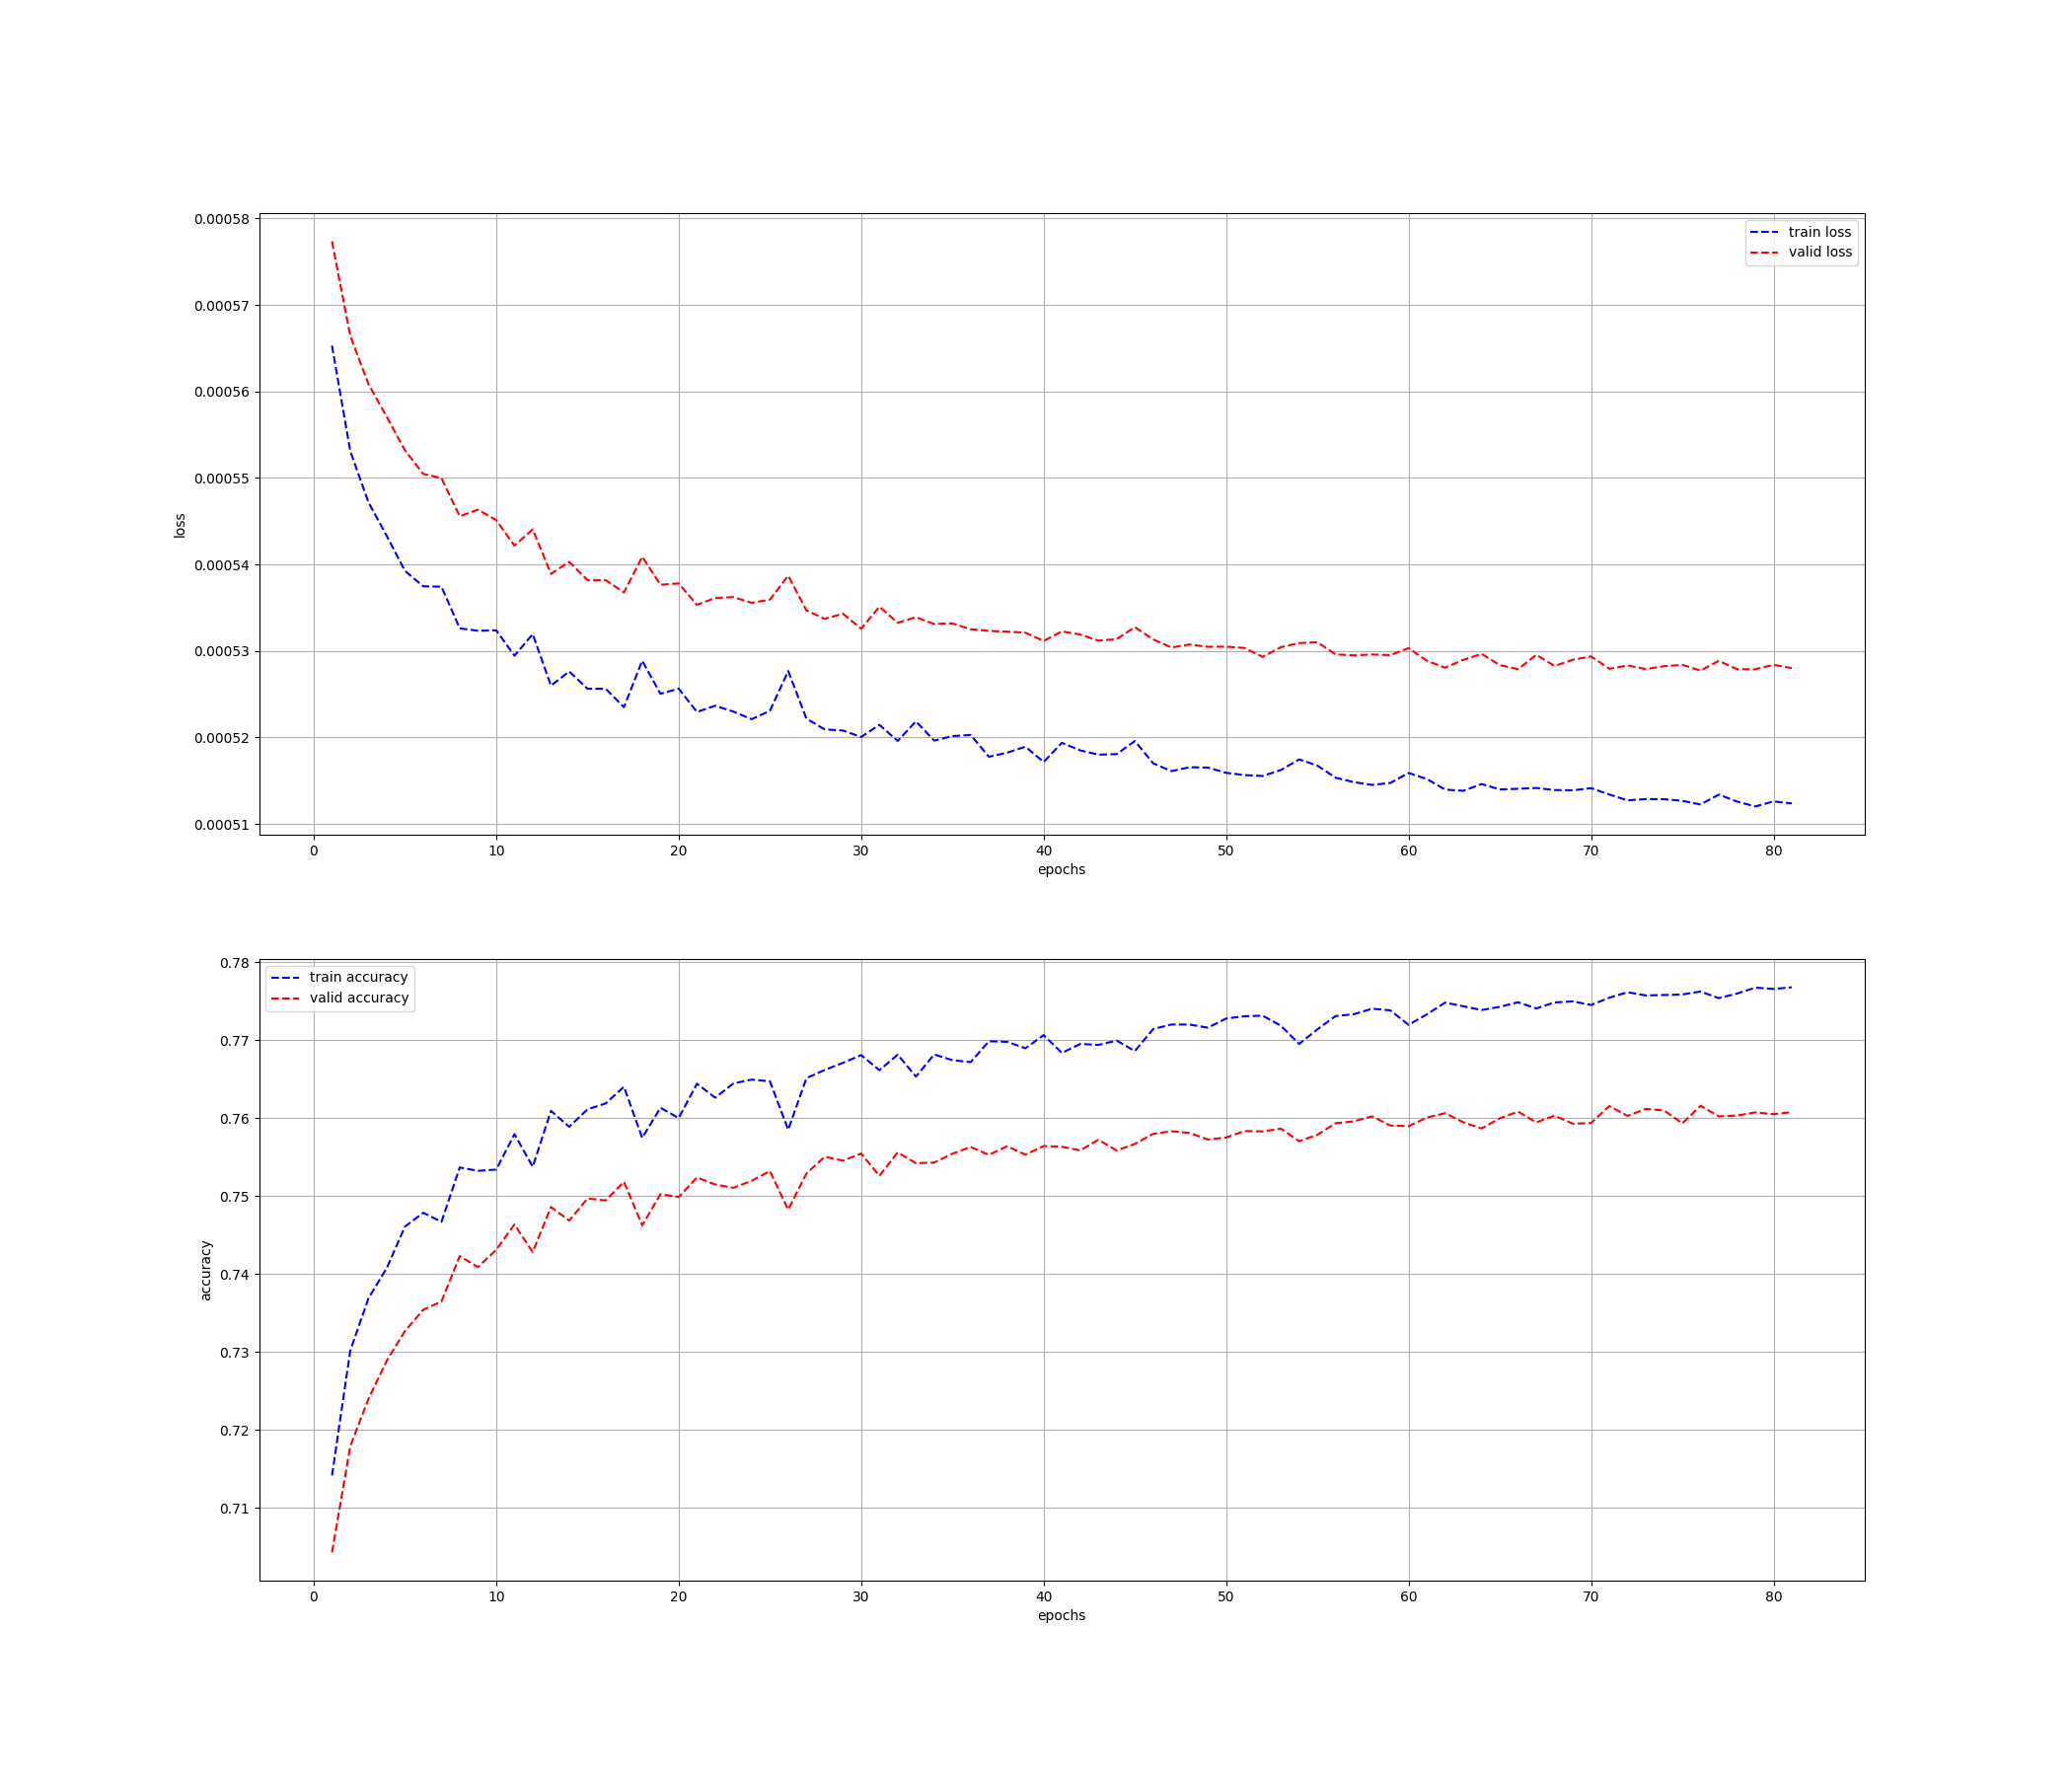 0.00058
train loss
valid loss
0.00057
0.00056
0.00055
loss
0.00054
0.00053
0.00052
0.00051
0 10 20 30 40 50 60 70 80
epochs
0.78
train accuracy
valid accuracy
0.77
0.76
0.75
accuracy
0.74
0.73
0.72
0.71
0 10 20 30 40 50 60 70 80
epochs